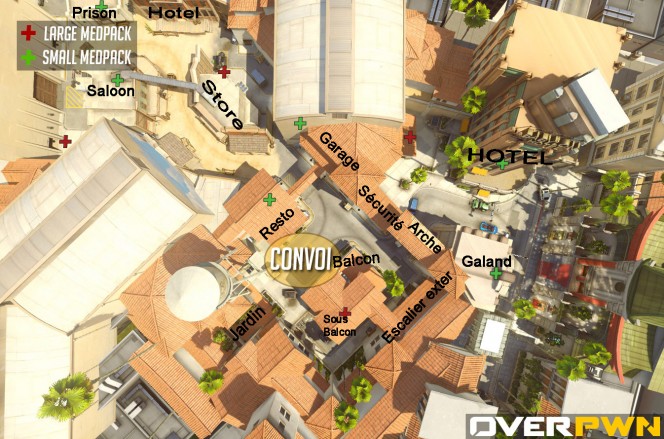 Prison
Hotel
LARGE MEDPACK
SMALL MEDPACK
Saloon
Store
Garage
HOTEL
Sécurité
Resto
Arche
CONVOI
Balcon
Galand
Escalier exter
Jardin
Sous
Balcon
OVERPWN